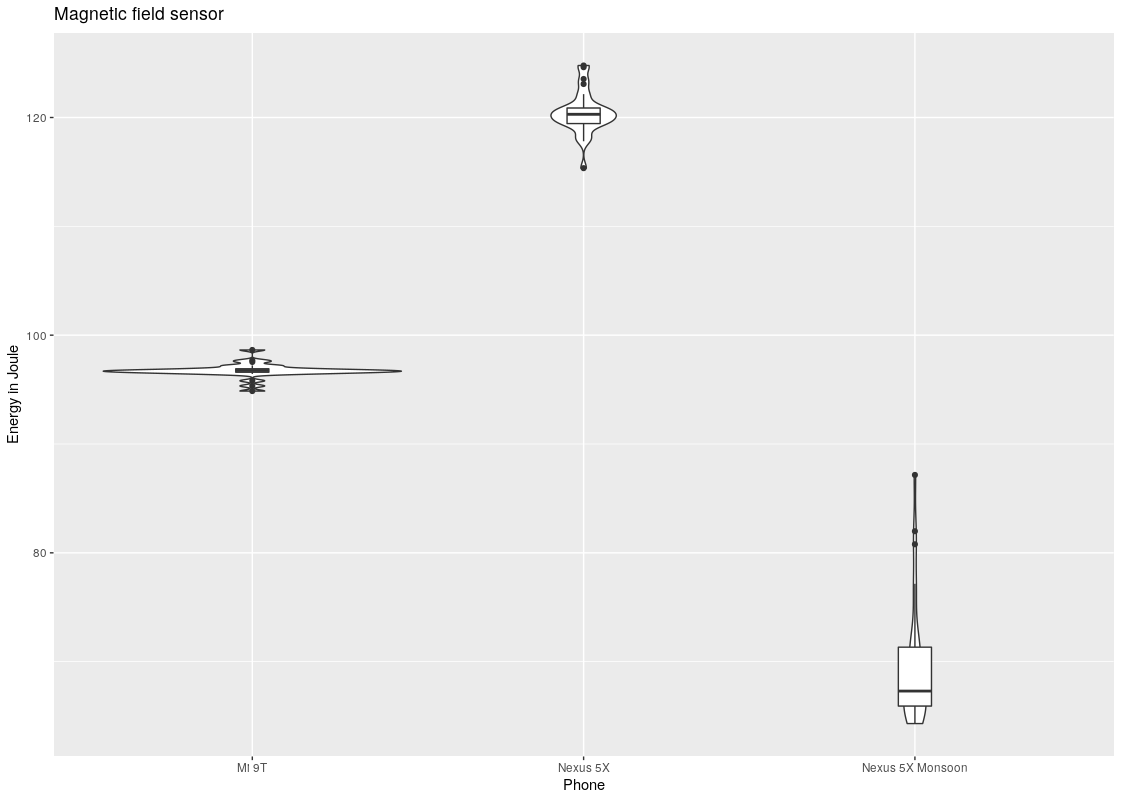 Magnetic field sensor
Energy in Joule
120
100
80
MI 9T
Nexus 5X
Nexus 5X Monsoon
Phone